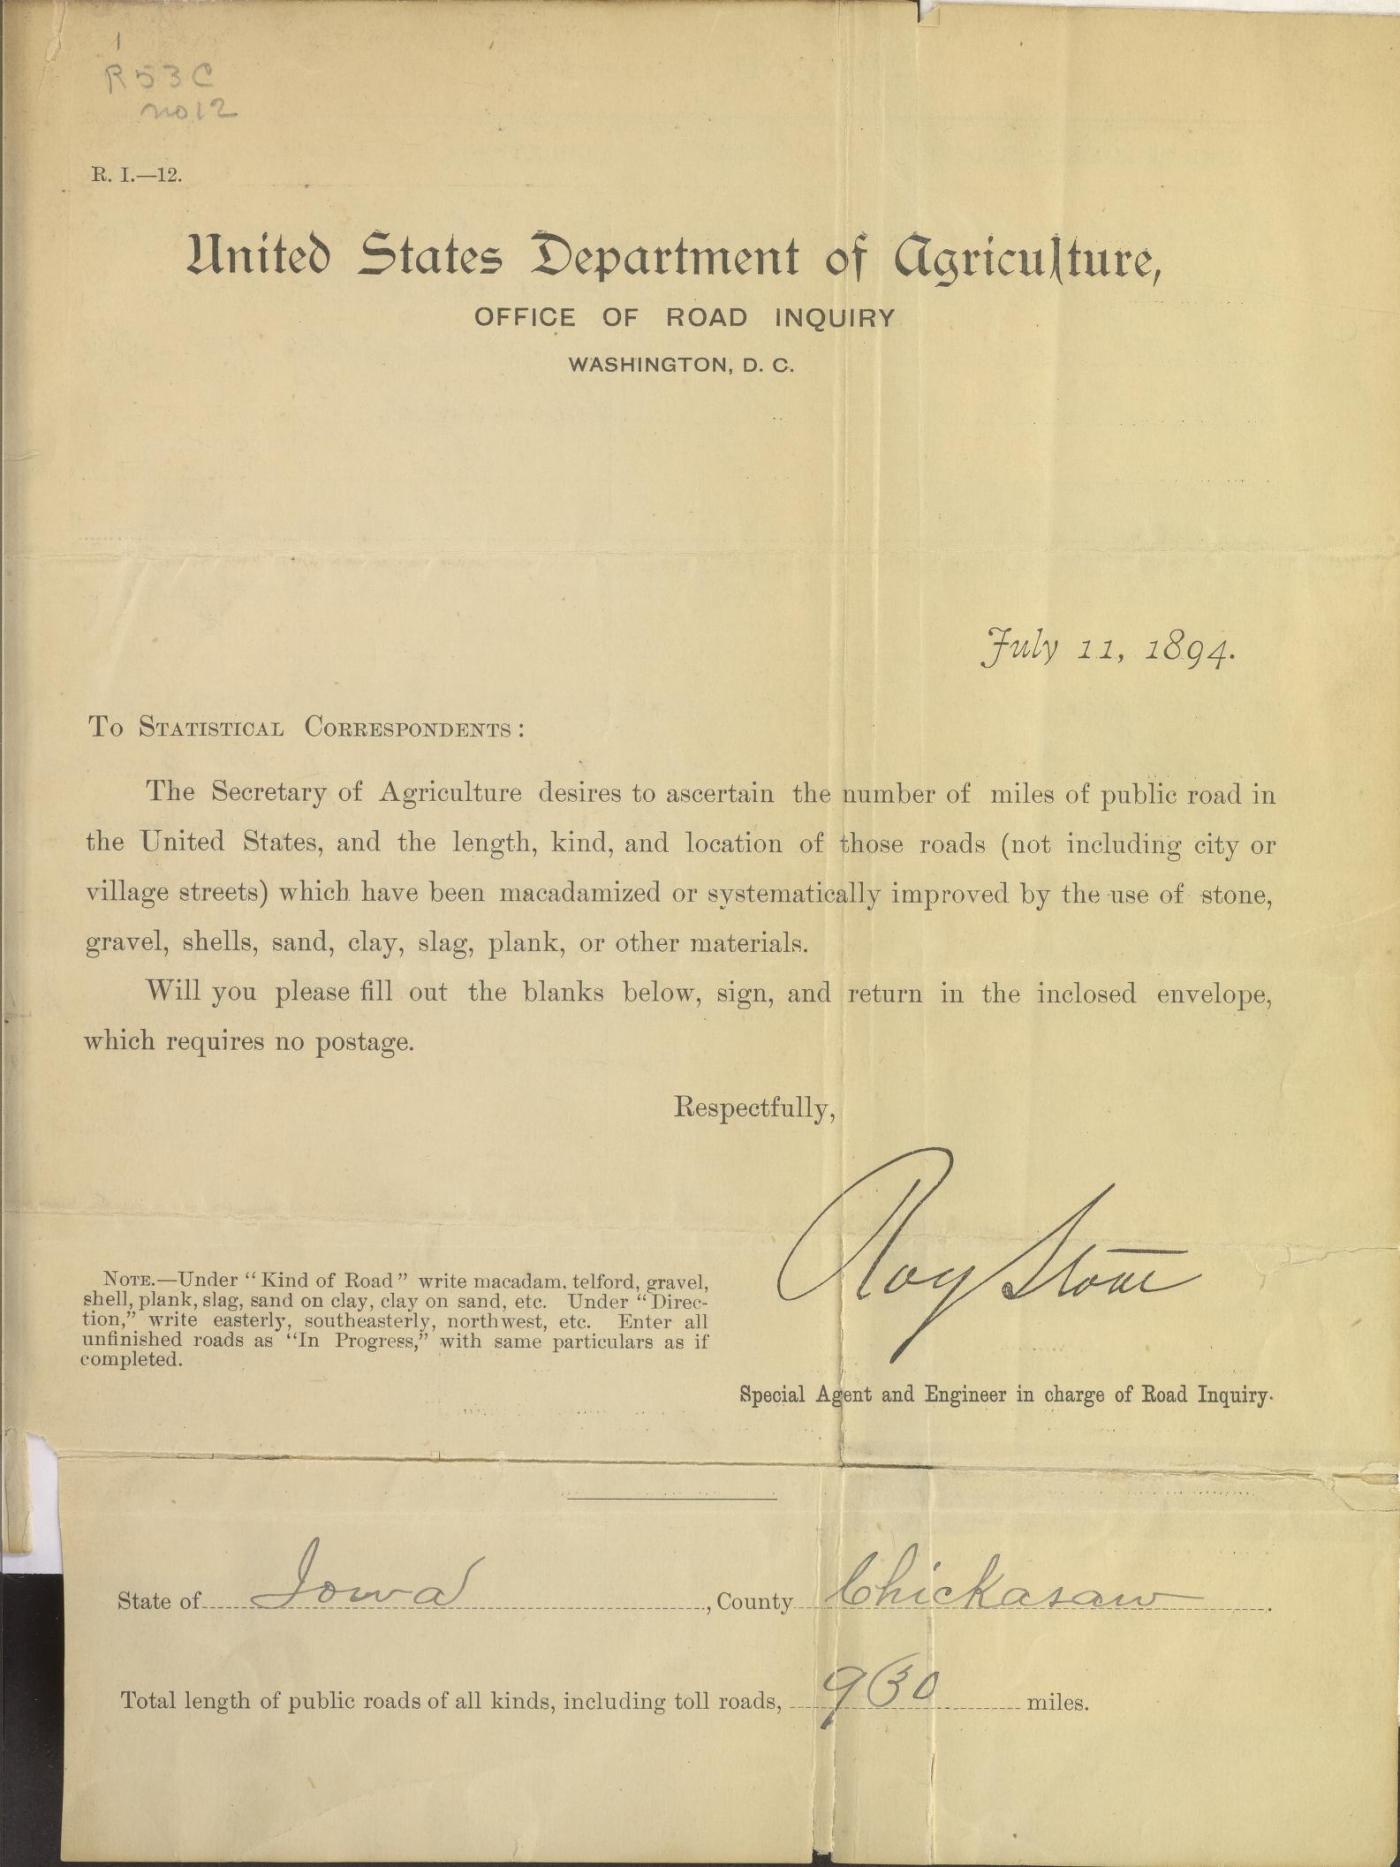 1
R53C
no12
R. I.—12.
United States Department of Agriculture,
OFFICE OF ROAD INQUIRY
WASHINGTON, D. C.
July 11, 1894.
To Statistical Correspondents:
The Secretary of Agriculture desires to ascertain the number of miles of public road in
the United States, and the length, kind, and location of those roads (not including city or
village streets) which have been macadamized or systematically improved by the use of stone,
gravel, shells, sand, clay, slag, plank, or other materials.
Will you please fill out the blanks below, sign, and return in the inclosed envelope,
which requires no postage.
Respectfully,
Roy Stone
Special Agent and Engineer in charge of Road Inquiry.
Note.—Under "Kind of Road" write macadam. telford, gravel,
shell, plank, slag, sand on clay, clay on sand, etc. Under "Direc-
tion," write easterly, southeasterly, northwest, etc. Enter all
unfinished roads as "In Progress," with same particulars as if
completed.
State of Iowa, County Chickasaw.
Total length of public roads of all kinds, including toll roads, 930 miles.